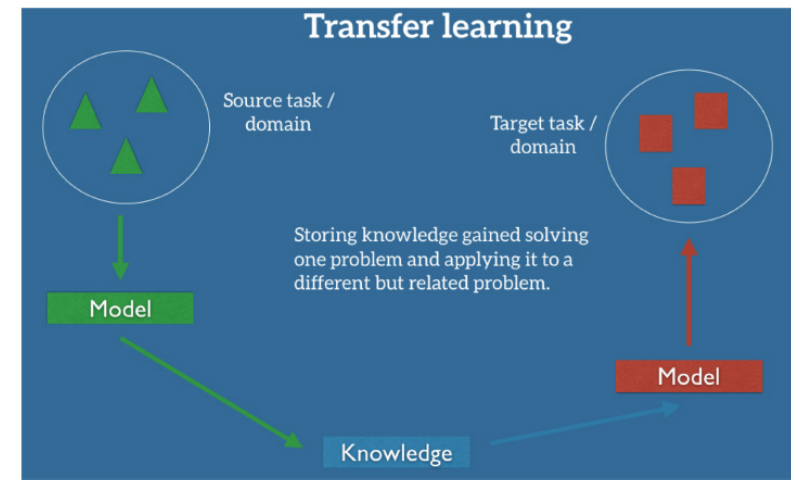 Transfer learning
Source task /
domain
Target task /
domain
Storing knowledge gained solving
one problem and applying it to a
different but related problem.
Model
Model
Knowledge